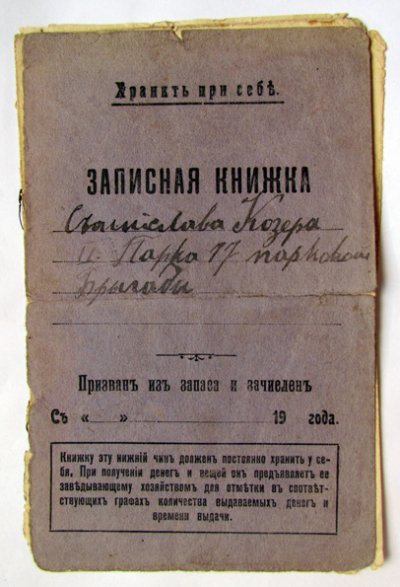 Хранить при себѣ.
ЗАПИСНАЯ КНИЖКА
Станіслава Козера
II Парка 17 парковой
Бригады
Призванъ изъ запаса и зачисленъ
Съ « » 19 года.
Книжку эту нижній чинъ долженъ постоянно хранить у се-
бя. При полученіи денегъ и вещей онъ предъявляетъ ее
завѣдывающему хозяйствомъ для отмѣтки въ соотвѣт-
ствующихъ графахъ количества выдаваемыхъ денегъ и
времени выдачи.